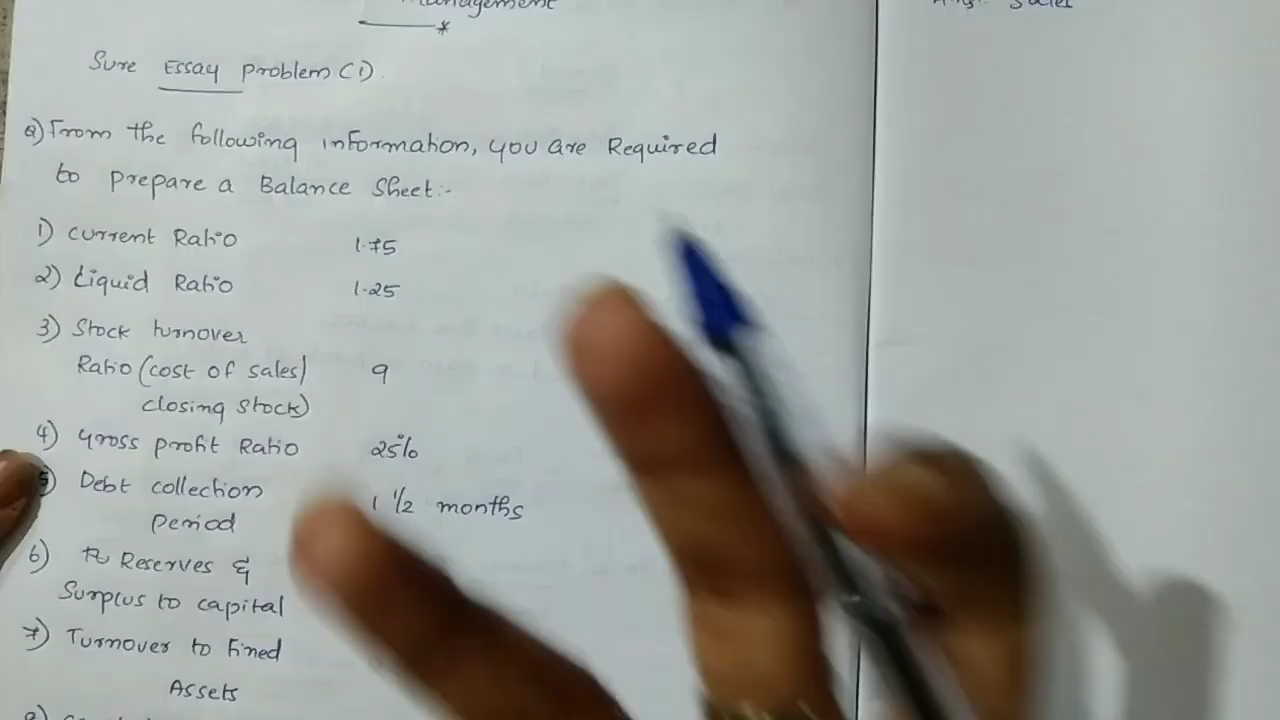 Management
Sales
Sure Essay Problem (1).
Q) From the following information, you are Required
to prepare a Balance Sheet:-
1) Current Ratio 1.75
2) Liquid Ratio 1.25
3) Stock turnover
Ratio (cost of sales/ 9
closing stock)
4) Gross profit Ratio 25%
5) Debt collection 1 1/2 months
period
6) Reserves &
Surplus to capital
7) Turnover to Fined
Assets